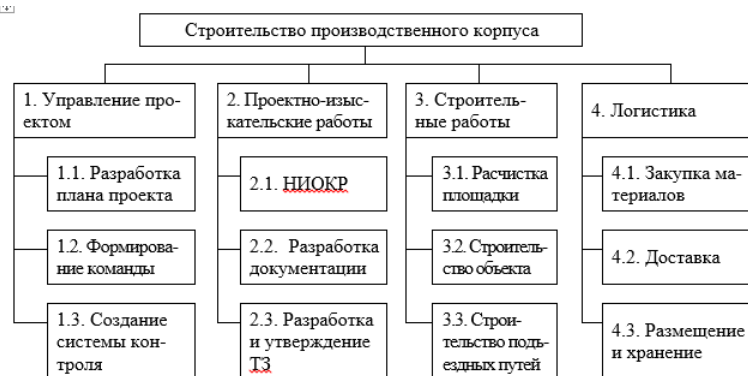 Строительство производственного корпуса
1. Управление про-
ектом
2. Проектно-изыс-
кательские работы
3. Строитель-
ные работы
4. Логистика
1.1. Разработка
плана проекта
2.1. НИОКР
3.1. Расчистка
площадки
4.1. Закупка ма-
териалов
1.2. Формирова-
ние команды
2.2. Разработка
документации
3.2. Строитель-
ство объекта
4.2. Доставка
1.3. Создание
системы кон-
троля
2.3. Разработка
и утверждение
ТЗ
3.3. Строи-
тельство подъ-
ездных путей
4.3. Размещение
и хранение